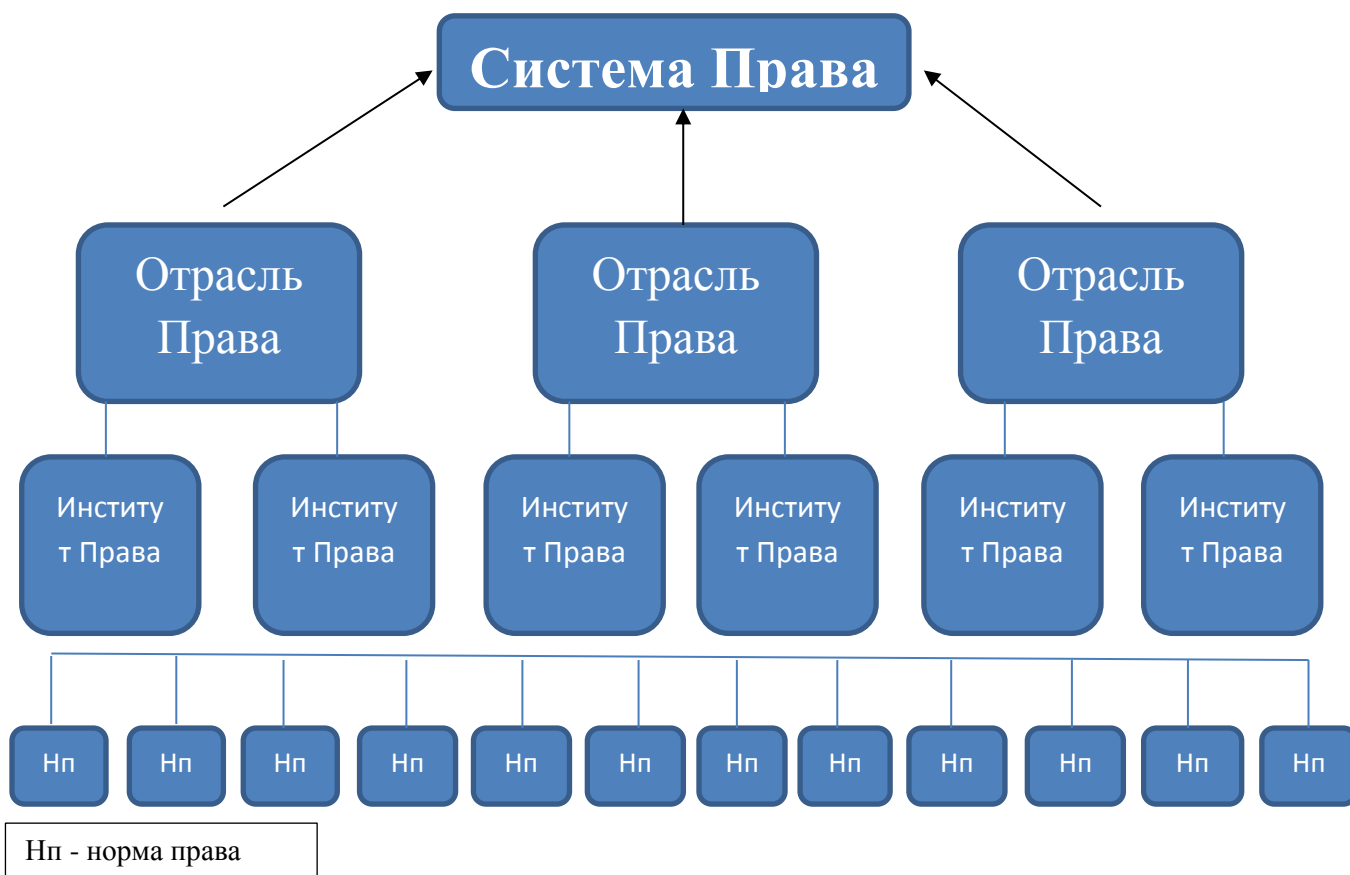 Система Права
Отрасль
Права
Отрасль
Права
Отрасль
Права
Институ
т Права
Институ
т Права
Институ
т Права
Институ
т Права
Институ
т Права
Институ
т Права
Нп
Нп
Нп
Нп
Нп
Нп
Нп
Нп
Нп
Нп
Нп
Нп
Нп - норма права